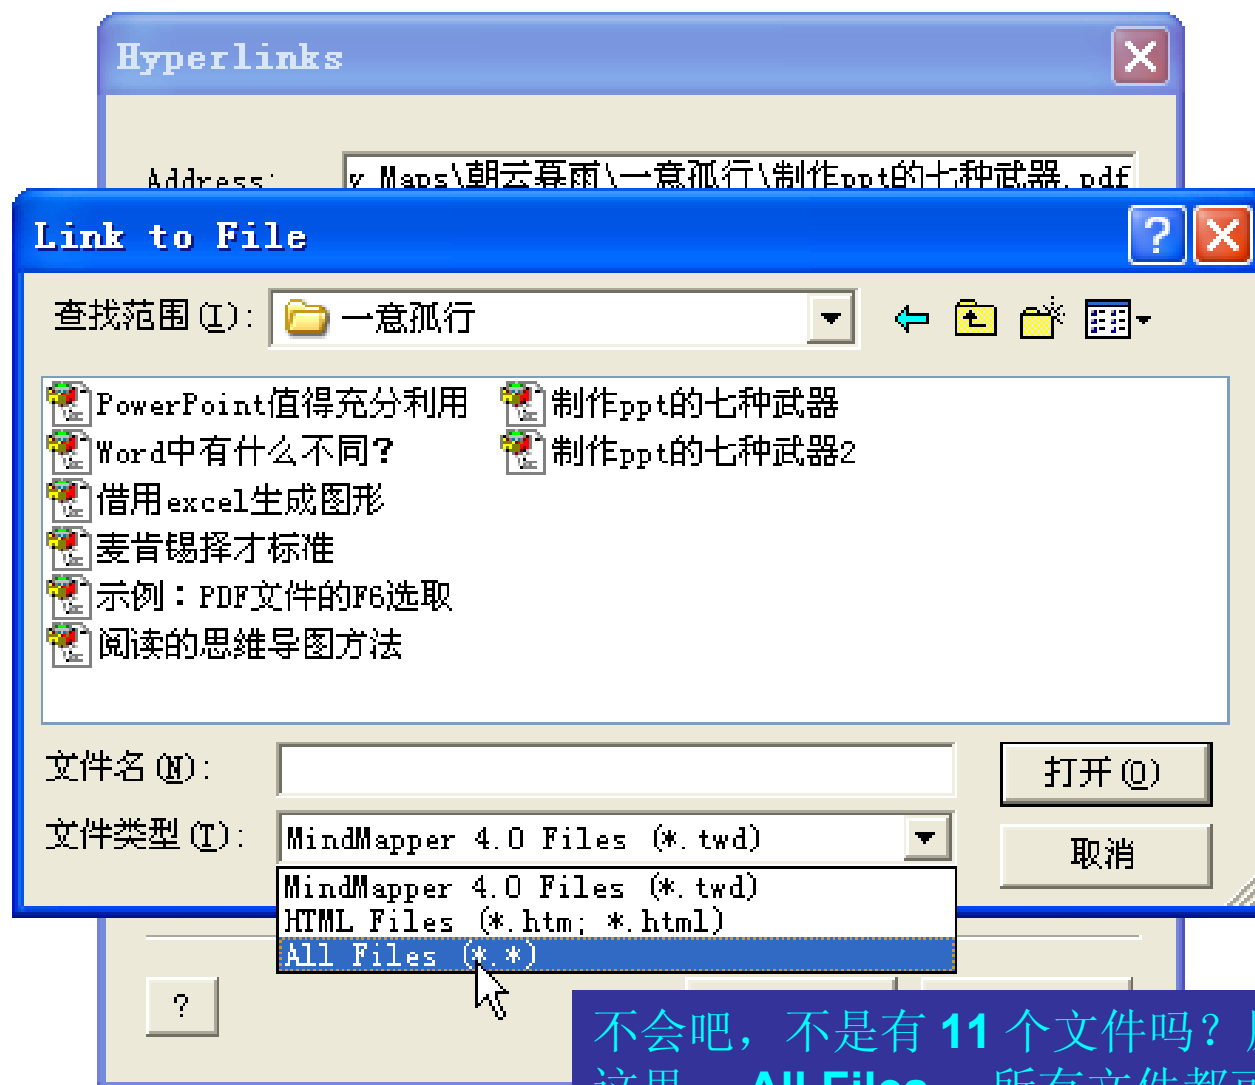 Hyperlinks
Address: y Maps\朝云暮雨\一意孤行\制作ppt的七种武器.pdf
Link to File
查找范围(I): 一意孤行
PowerPoint值得充分利用 制作ppt的七种武器
Word中有什么不同? 制作ppt的七种武器2
借用excel生成图形
麦肯锡择才标准
示例：PDF文件的F6选取
阅读的思维导图方法
文件名(N): 打开(O)
文件类型(T): MindMapper 4.0 Files (*.twd) 取消
MindMapper 4.0 Files (*.twd)
HTML Files (*.htm; *.html)
All Files (*.*)
?
不会吧，不是有 11 个文件吗？
这里，All Files